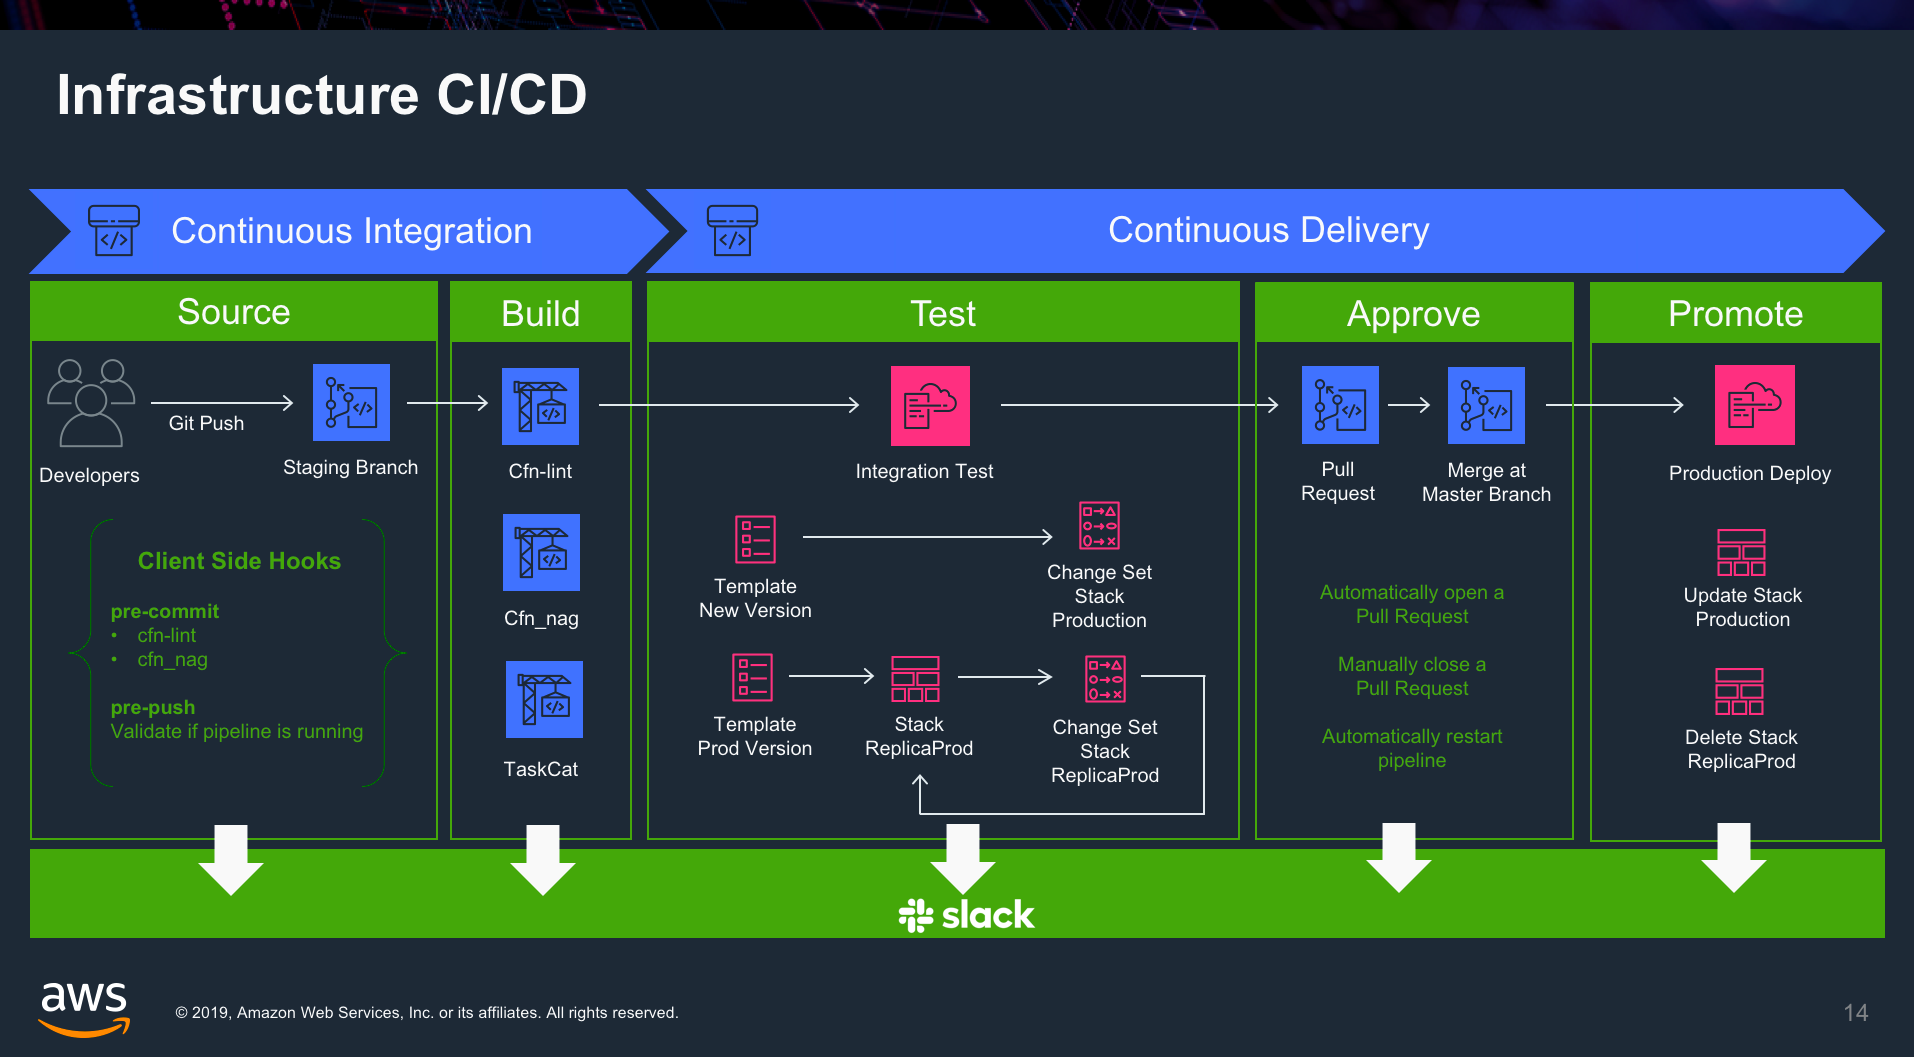 Infrastructure CI/CD
Continuous Integration
Continuous Delivery
Source
Build
Test
Approve
Promote
Git Push
Developers
Staging Branch
Client Side Hooks
pre-commit
• cfn-lint
• cfn_nag
pre-push
Validate if pipeline is running
Cfn-lint
Cfn_nag
TaskCat
Integration Test
Template
New Version
Change Set
Stack
Production
Template
Prod Version
Stack
ReplicaProd
Change Set
Stack
ReplicaProd
Pull
Request
Merge at
Master Branch
Automatically open a
Pull Request
Manually close a
Pull Request
Automatically restart
pipeline
Production Deploy
Update Stack
Production
Delete Stack
ReplicaProd
slack
aws
© 2019, Amazon Web Services, Inc. or its affiliates. All rights reserved.
14